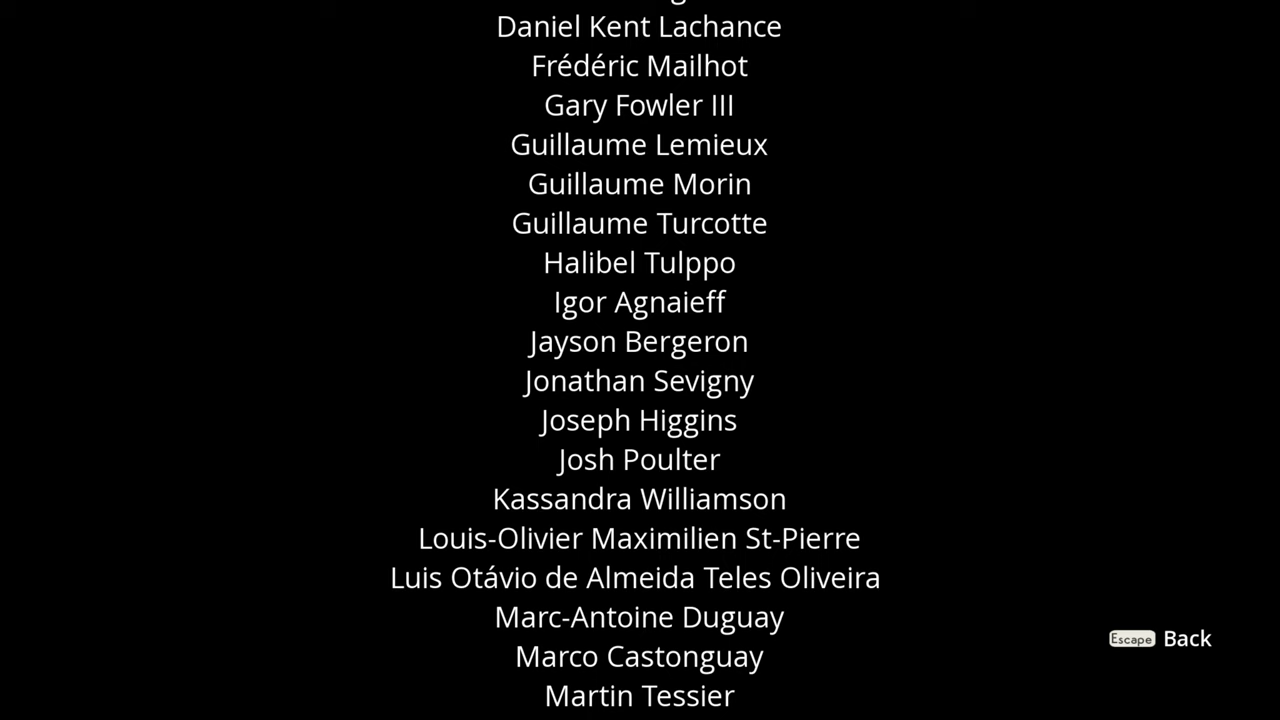 Daniel Kent Lachance
Frédéric Mailhot
Gary Fowler III
Guillaume Lemieux
Guillaume Morin
Guillaume Turcotte
Halibel Tulppo
Igor Agnaieff
Jayson Bergeron
Jonathan Sevigny
Joseph Higgins
Josh Poulter
Kassandra Williamson
Louis-Olivier Maximilien St-Pierre
Luis Otávio de Almeida Teles Oliveira
Marc-Antoine Duguay
Escape Back
Marco Castonguay
Martin Tessier